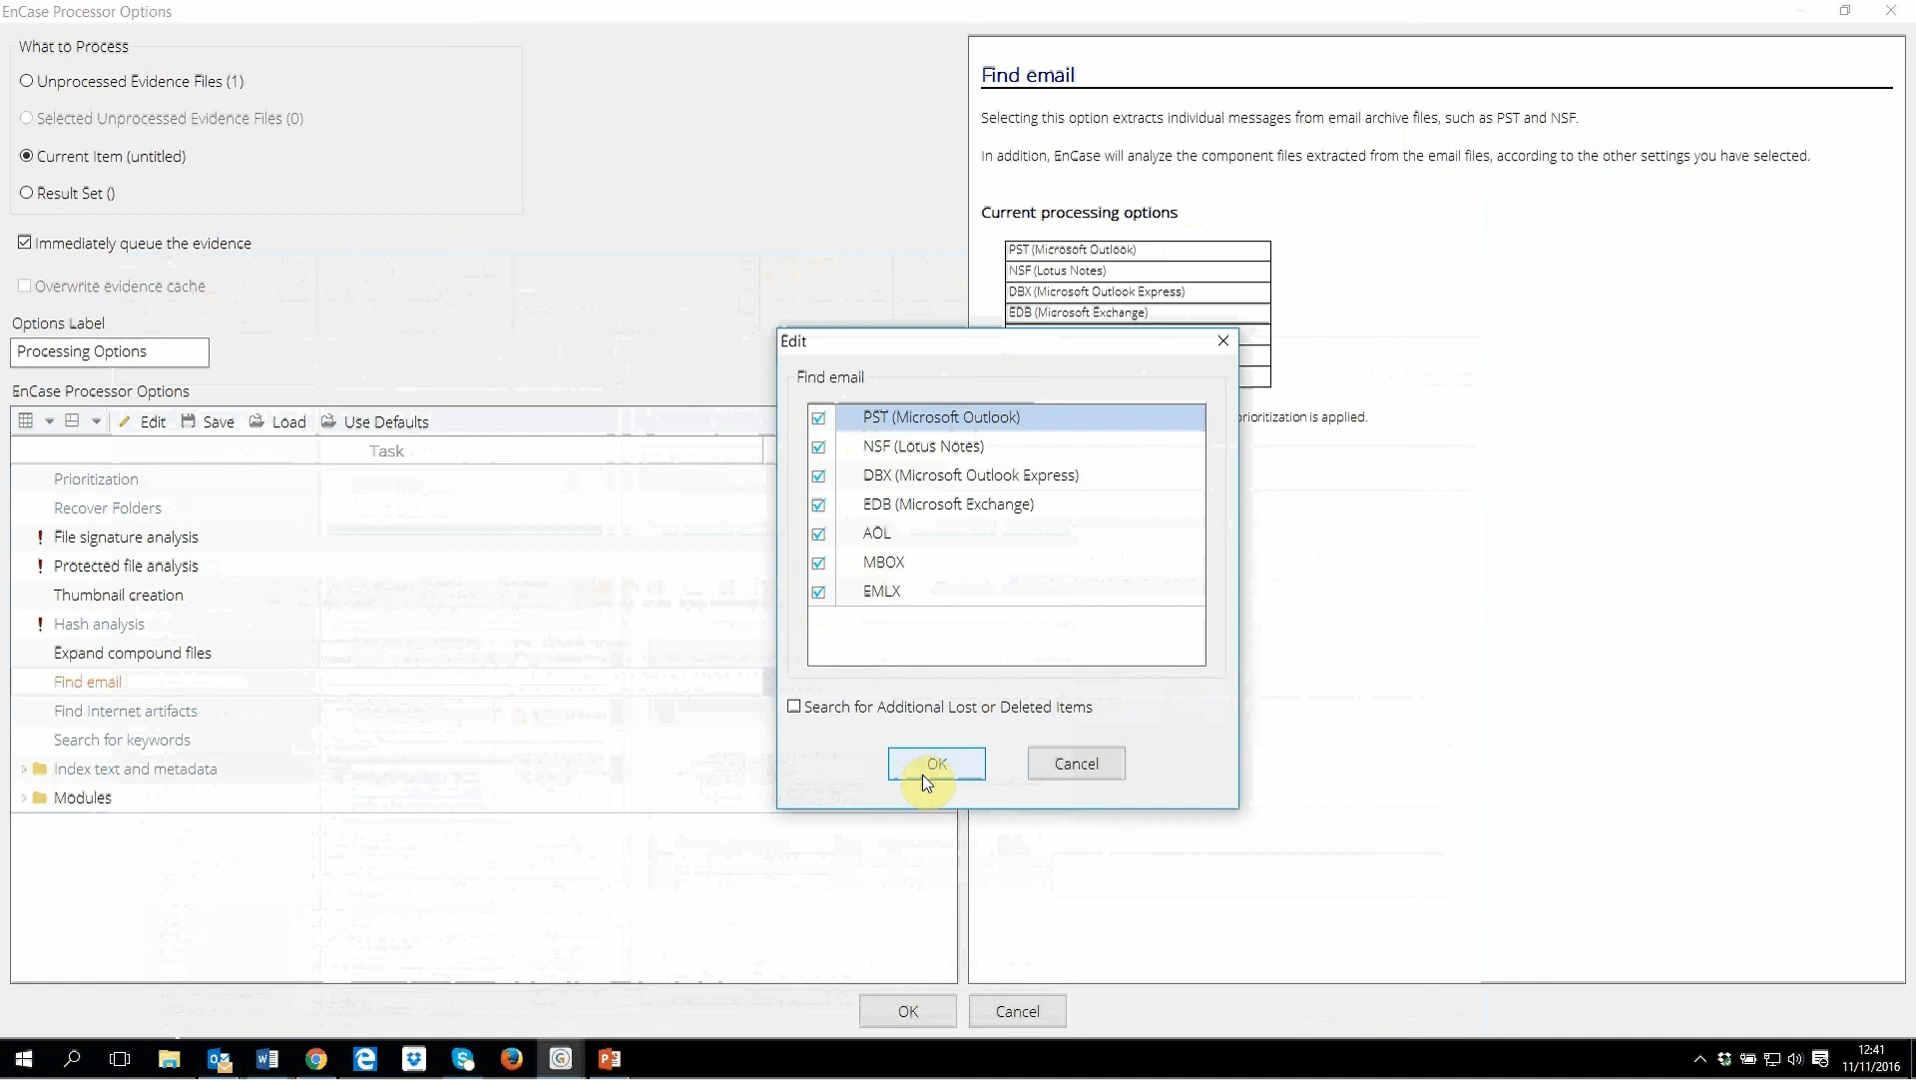 EnCase Processor Options
What to Process
Unprocessed Evidence Files (1)
Selected Unprocessed Evidence Files (0)
Current Item (untitled)
Result Set ()
Immediately queue the evidence
Overwrite evidence cache
Options Label
Processing Options
EnCase Processor Options
Edit Save Load Use Defaults
Task
Prioritization
Recover Folders
! File signature analysis
! Protected file analysis
Thumbnail creation
! Hash analysis
Expand compound files
Find email
Find Internet artifacts
Search for keywords
Index text and metadata
Modules
Find email
Selecting this option extracts individual messages from email archive files, such as PST and NSF.
In addition, EnCase will analyze the component files extracted from the email files, according to the other settings you have selected.
Current processing options
PST (Microsoft Outlook)
NSF (Lotus Notes)
DBX (Microsoft Outlook Express)
EDB (Microsoft Exchange)
prioritization is applied.
Edit
Find email
PST (Microsoft Outlook)
NSF (Lotus Notes)
DBX (Microsoft Outlook Express)
EDB (Microsoft Exchange)
AOL
MBOX
EMLX
Search for Additional Lost or Deleted Items
OK Cancel
OK Cancel
12:41
11/11/2016